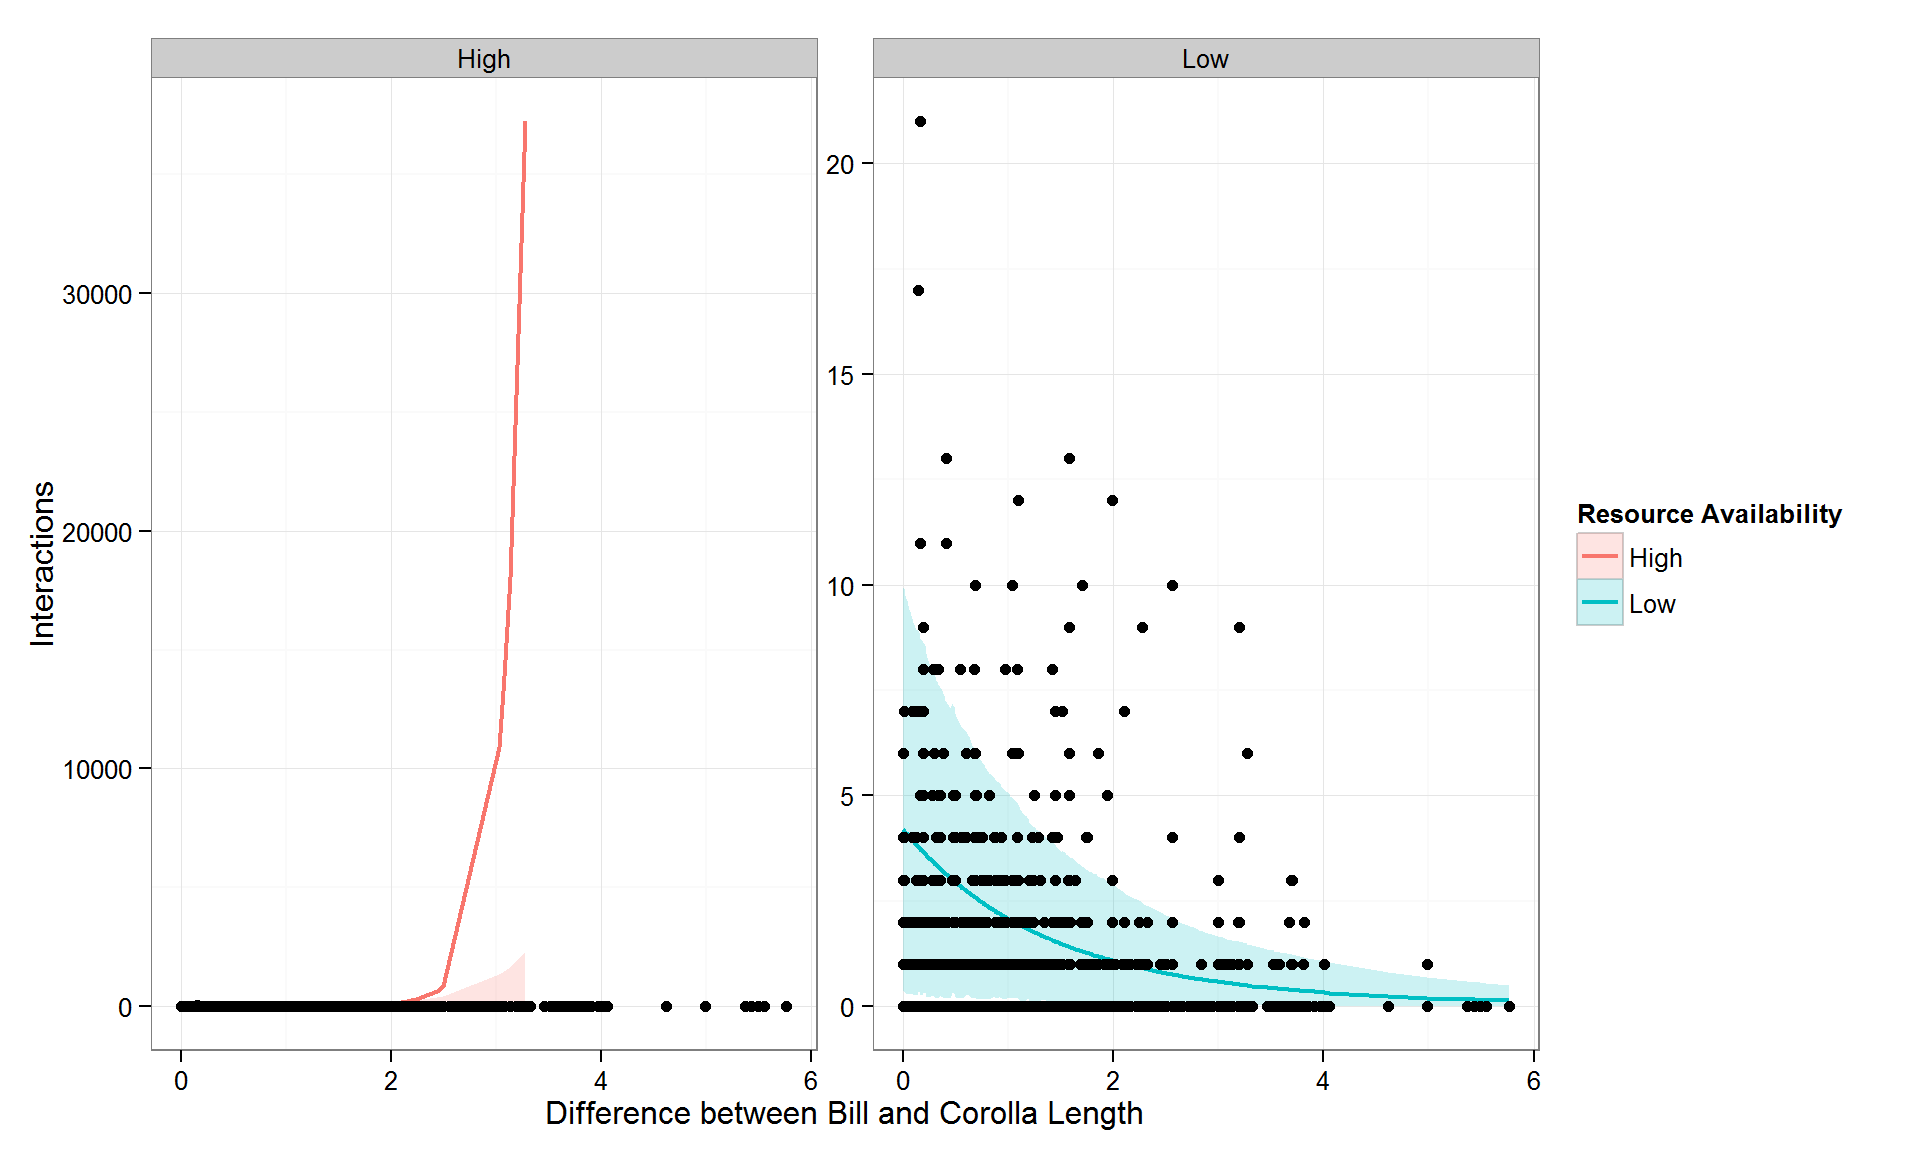 High
Low
30000
20000
10000
0
20
15
10
5
0
0 2 4 6
0 2 4 6
Interactions
Difference between Bill and Corolla Length
Resource Availability
High
Low